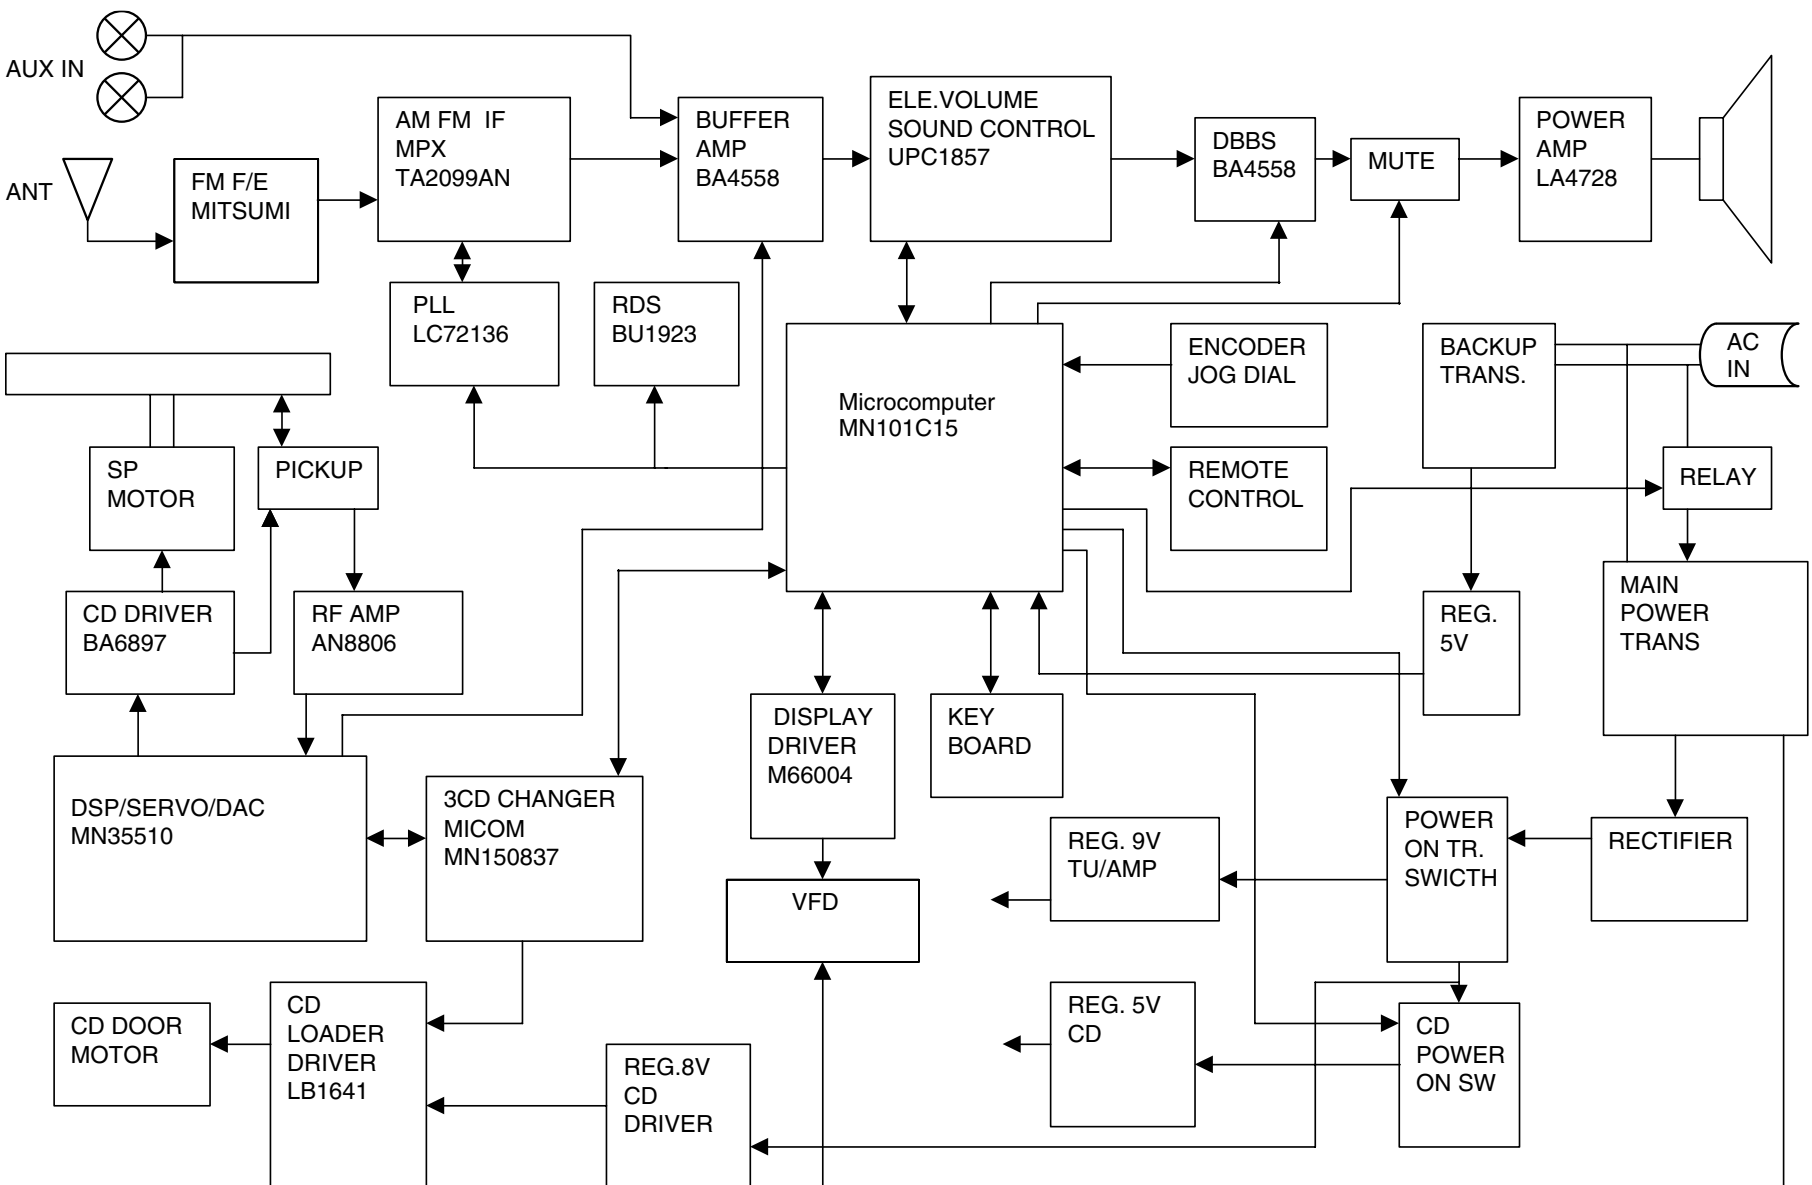 AUX IN
ANT
FM F/E
MITSUMI
AM FM IF
MPX
TA2099AN
BUFFER
AMP
BA4558
ELE.VOLUME
SOUND CONTROL
UPC1857
DBBS
BA4558
MUTE
POWER
AMP
LA4728
PLL
LC72136
RDS
BU1923
Microcomputer
MN101C15
ENCODER
JOG DIAL
BACKUP
TRANS.
AC
IN
SP
MOTOR
PICKUP
REMOTE
CONTROL
RELAY
CD DRIVER
BA6897
RF AMP
AN8806
REG.
5V
MAIN
POWER
TRANS
DSP/SERVO/DAC
MN35510
3CD CHANGER
MICOM
MN150837
DISPLAY
DRIVER
M66004
KEY
BOARD
REG. 9V
TU/AMP
POWER
ON TR.
SWICTH
RECTIFIER
VFD
CD DOOR
MOTOR
CD
LOADER
DRIVER
LB1641
REG.8V
CD
DRIVER
REG. 5V
CD
CD
POWER
ON SW